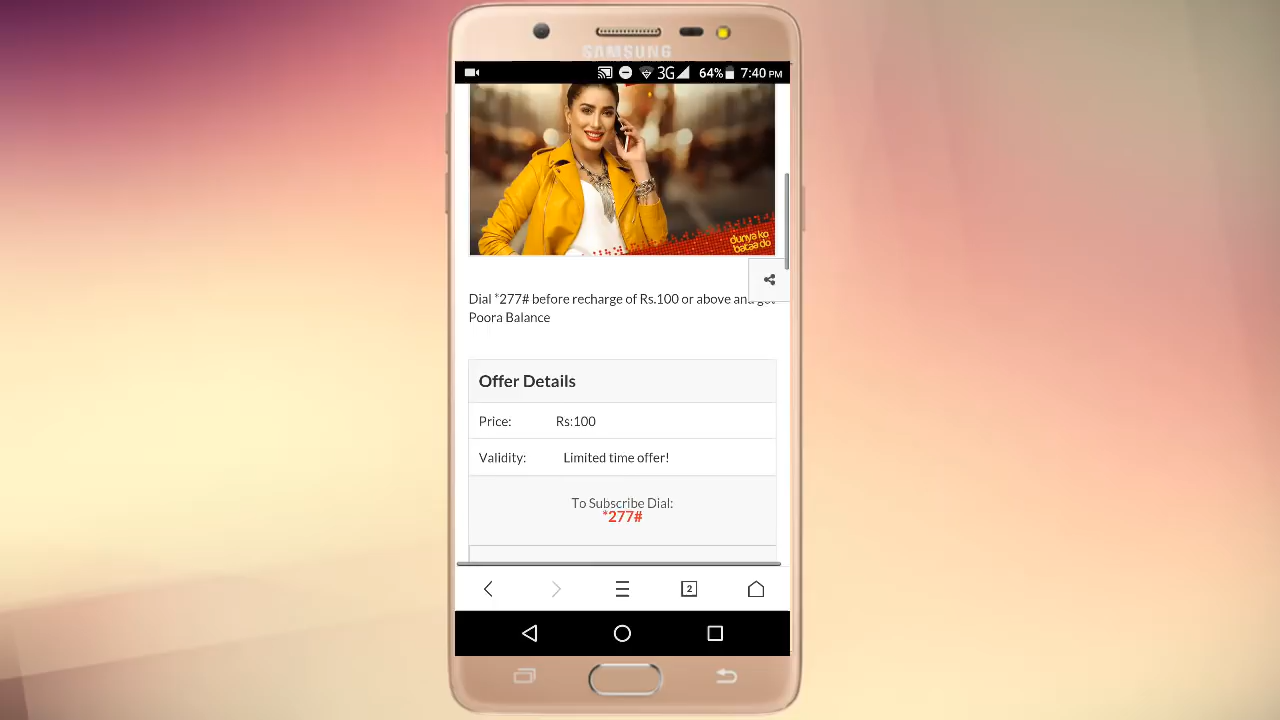 SAMSUNG
3G 64% 7:40 PM
dunya ko
bataa do
Dial *277# before recharge of Rs.100 or above and get
Poora Balance
Offer Details
Price: Rs:100
Validity: Limited time offer!
To Subscribe Dial:
*277#
2